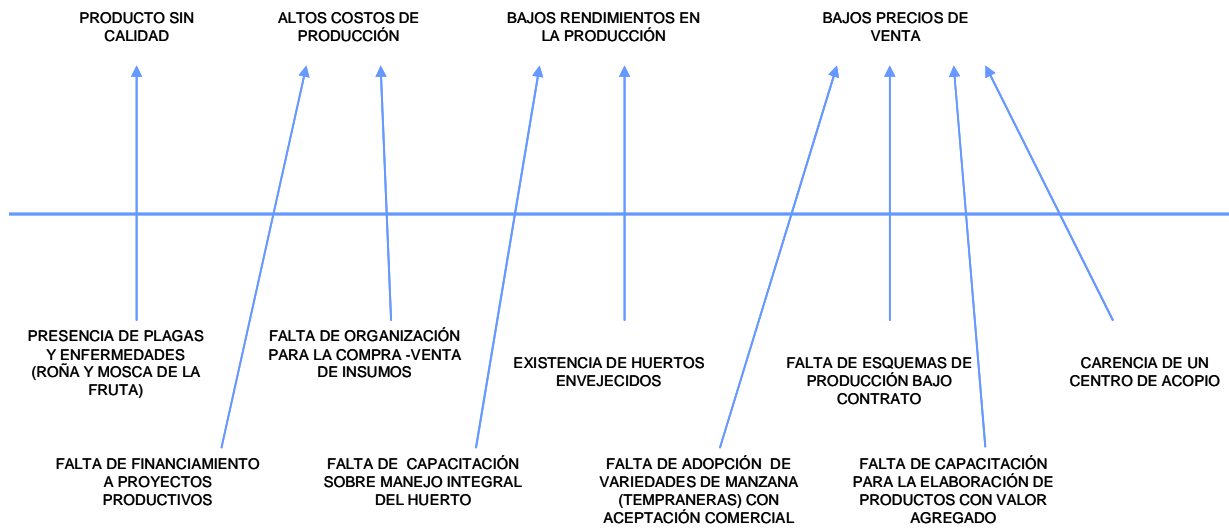 PRODUCTO SIN
CALIDAD
ALTOS COSTOS DE
PRODUCCIÓN
BAJOS RENDIMIENTOS EN
LA PRODUCCIÓN
BAJOS PRECIOS DE
VENTA
PRESENCIA DE PLAGAS
Y ENFERMEDADES
(ROÑA Y MOSCA DE LA
FRUTA)
FALTA DE ORGANIZACIÓN
PARA LA COMPRA -VENTA
DE INSUMOS
EXISTENCIA DE HUERTOS
ENVEJECIDOS
FALTA DE ESQUEMAS DE
PRODUCCIÓN BAJO
CONTRATO
CARENCIA DE UN
CENTRO DE ACOPIO
FALTA DE FINANCIAMIENTO
A PROYECTOS
PRODUCTIVOS
FALTA DE CAPACITACIÓN
SOBRE MANEJO INTEGRAL
DEL HUERTO
FALTA DE ADOPCIÓN DE
VARIEDADES DE MANZANA
(TEMPRANERAS) CON
ACEPTACIÓN COMERCIAL
FALTA DE CAPACITACIÓN
PARA LA ELABORACIÓN DE
PRODUCTOS CON VALOR
AGREGADO